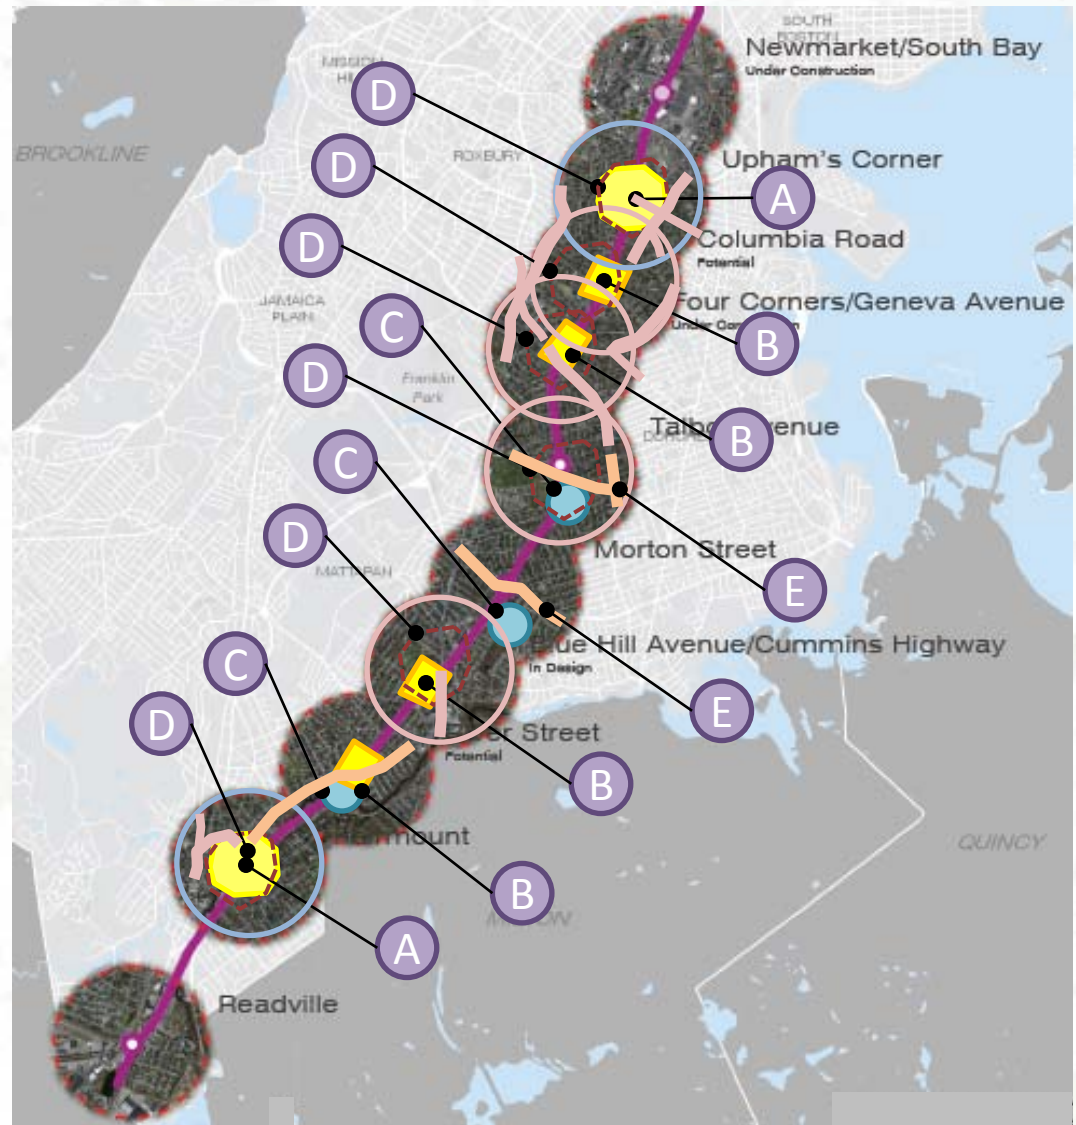 SOUTH
BOSTON
Newmarket/South Bay
Under Construction
MISSION
D
BROOKLINE
ROXBURY
D
Upham's Corner
A
D
Columbia Road
Potential
JAMAICA
PLAIN
C
Four Corners/Geneva Avenue
B
D
Franklin
Park
B
C
D
Morton Street
MATTAPAN
E
C
Blue Hill Avenue/Cummins Highway
In Design
D
E
Potential
Street
B
QUINCY
B
A
Readville